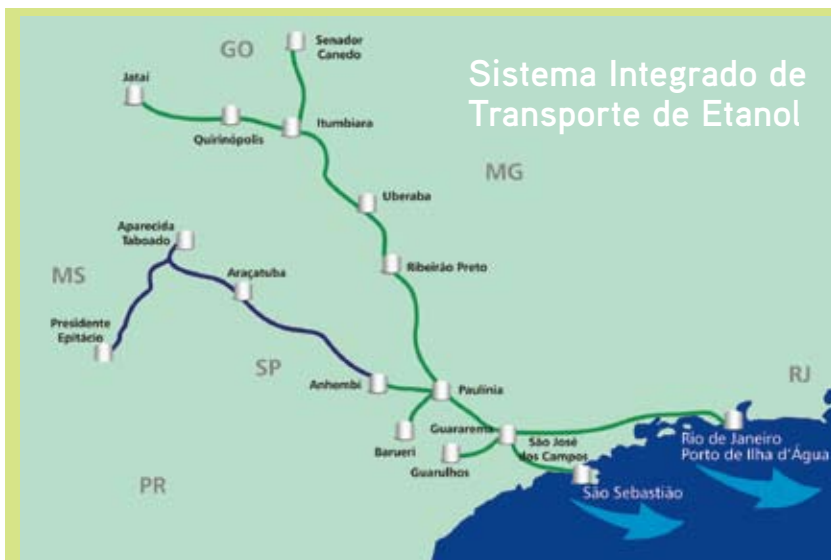 Sistema Integrado de
Transporte de Etanol
GO
Senador
Canedo
Jataí
Itumbiara
Quirinópolis
MG
Uberaba
Aparecida
Taboado
Ribeirão Preto
MS
Araçatuba
Presidente
Epitácio
SP
Anhembi
Paulínia
RJ
Guararema
Barueri
São José
dos Campos
Guarulhos
Rio de Janeiro
Porto de Ilha d'Água
São Sebastião
PR